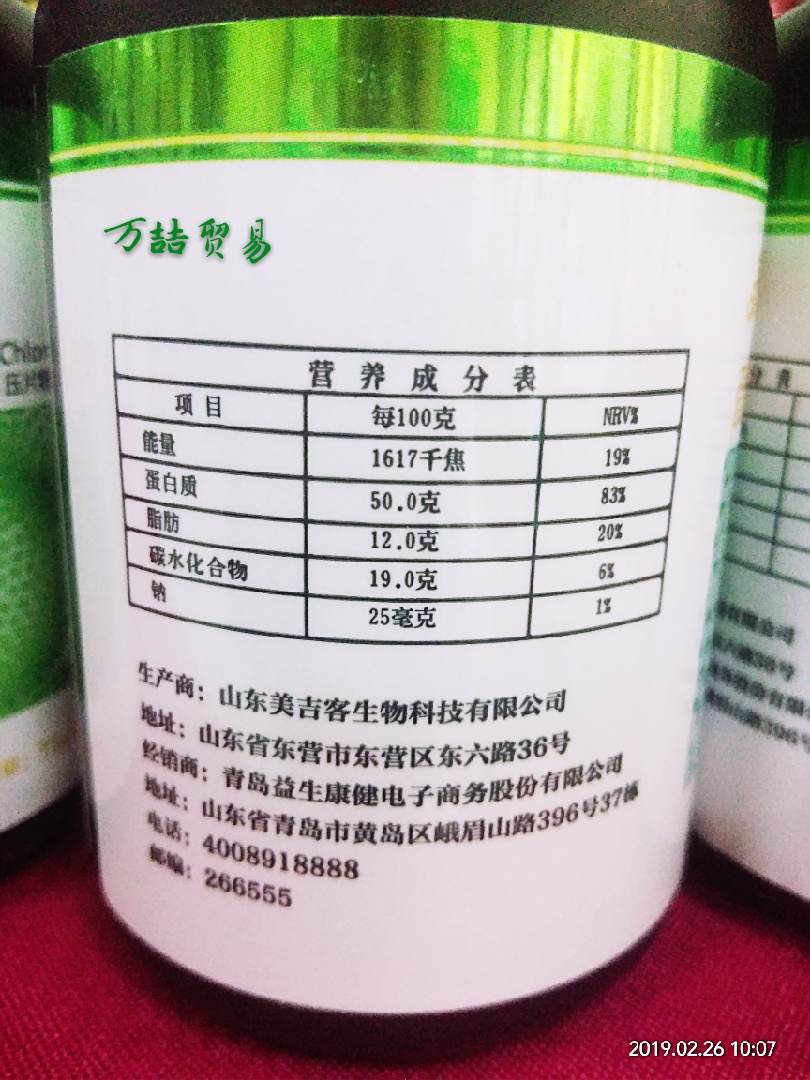 万喆贸易
营养成分表
项目 每100克 NRV%
能量 1617千焦 19%
蛋白质 50.0克 83%
脂肪 12.0克 20%
碳水化合物 19.0克 6%
钠 25毫克 1%
生产商：山东美吉客生物科技有限公司
地址：山东省东营市东营区东六路36号
经销商：青岛益生康健电子商务股份有限公司
地址：山东省青岛市黄岛区峨眉山路396号37栋
电话：4008918888
邮编：266555
Chlor
压片
2019.02.26 10:07